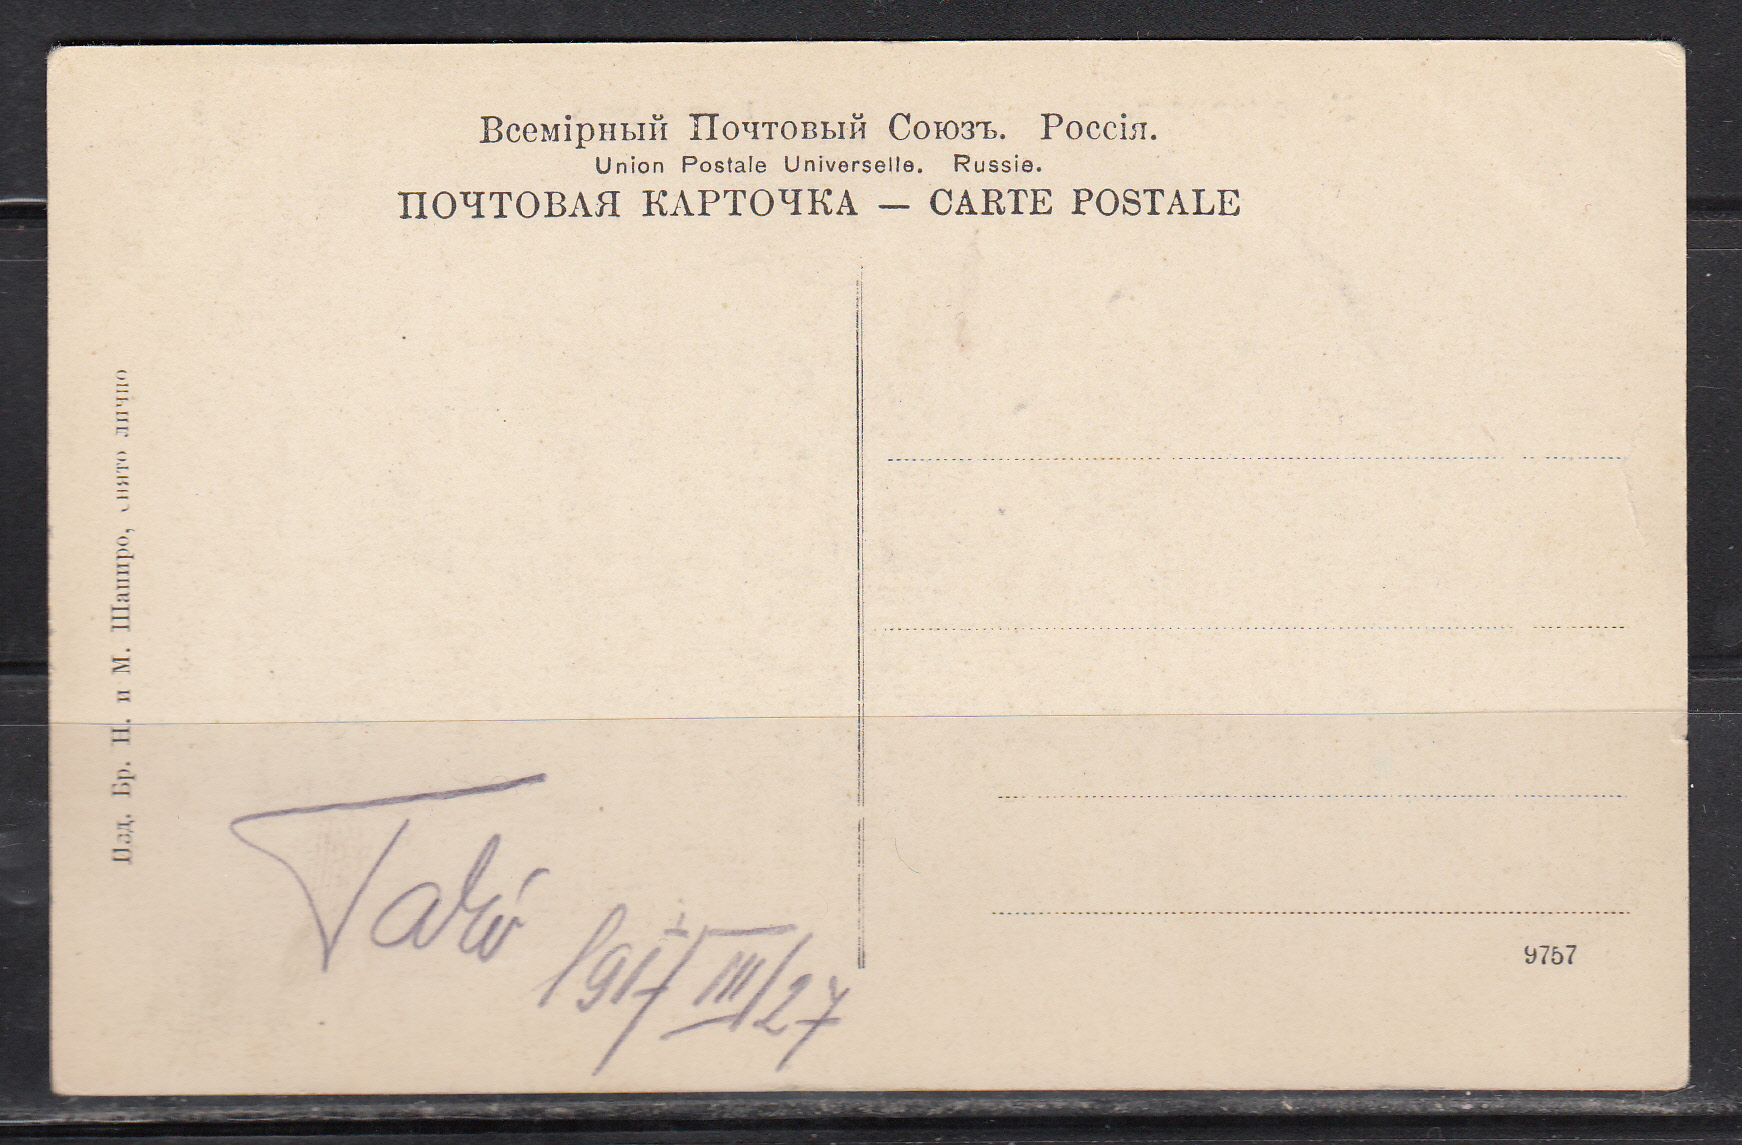 Всемірный Почтовый Союзъ. Россія.
Union Postale Universelle. Russie.
ПОЧТОВАЯ КАРТОЧКА — CARTE POSTALE
Изд. Бр. Н. и М. Шапиро, снято лично
1917/III/27
9757